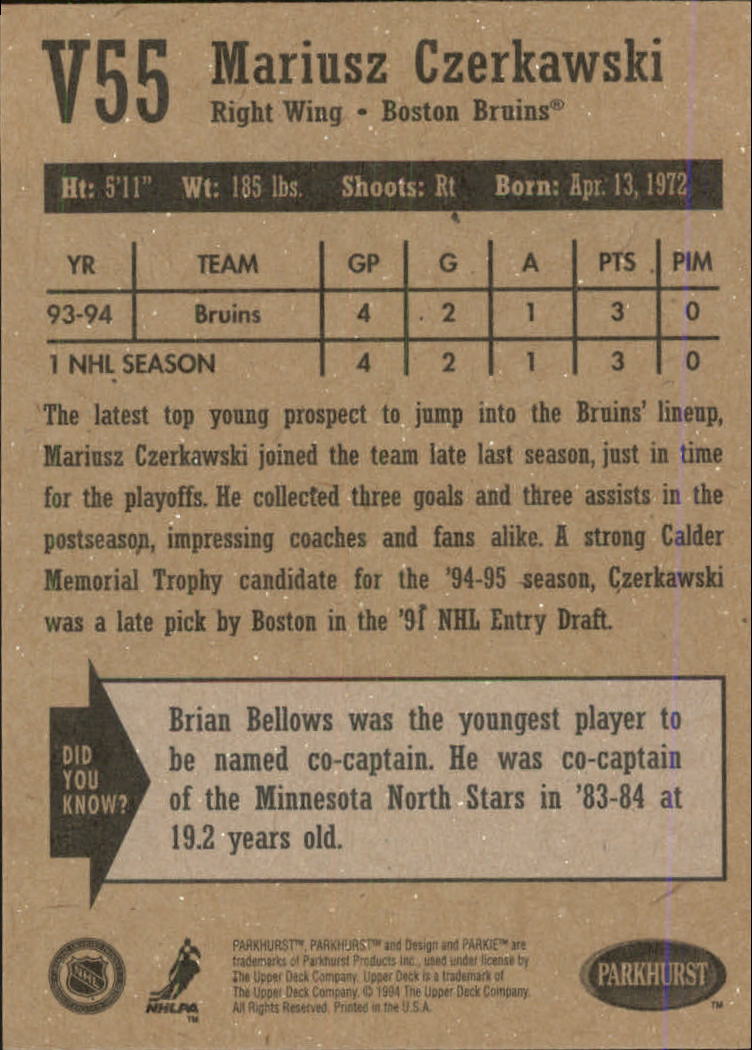 V55 Mariusz Czerkawski
Right Wing • Boston Bruins®
Ht: 5'11" Wt: 185 lbs. Shoots: Rt Born: Apr. 13, 1972
YR TEAM GP G A PTS PIM
93-94 Bruins 4 2 1 3 0
1 NHL SEASON 4 2 1 3 0
The latest top young prospect to jump into the Bruins' lineup,
Mariusz Czerkawski joined the team late last season, just in time
for the playoffs. He collected three goals and three assists in the
postseason, impressing coaches and fans alike. A strong Calder
Memorial Trophy candidate for the '94-95 season, Czerkawski
was a late pick by Boston in the '91 NHL Entry Draft.
DID
YOU
KNOW?
Brian Bellows was the youngest player to
be named co-captain. He was co-captain
of the Minnesota North Stars in '83-84 at
19.2 years old.
NHL
NHLPA
TM
PARKHURST™, PARKHURST™ and Design and PARKIE™ are
trademarks of Parkhurst Products Inc., used under license by
The Upper Deck Company. Upper Deck is a trademark of
The Upper Deck Company. © 1994 The Upper Deck Company.
All Rights Reserved. Printed in the U.S.A.
PARKHURST
TM